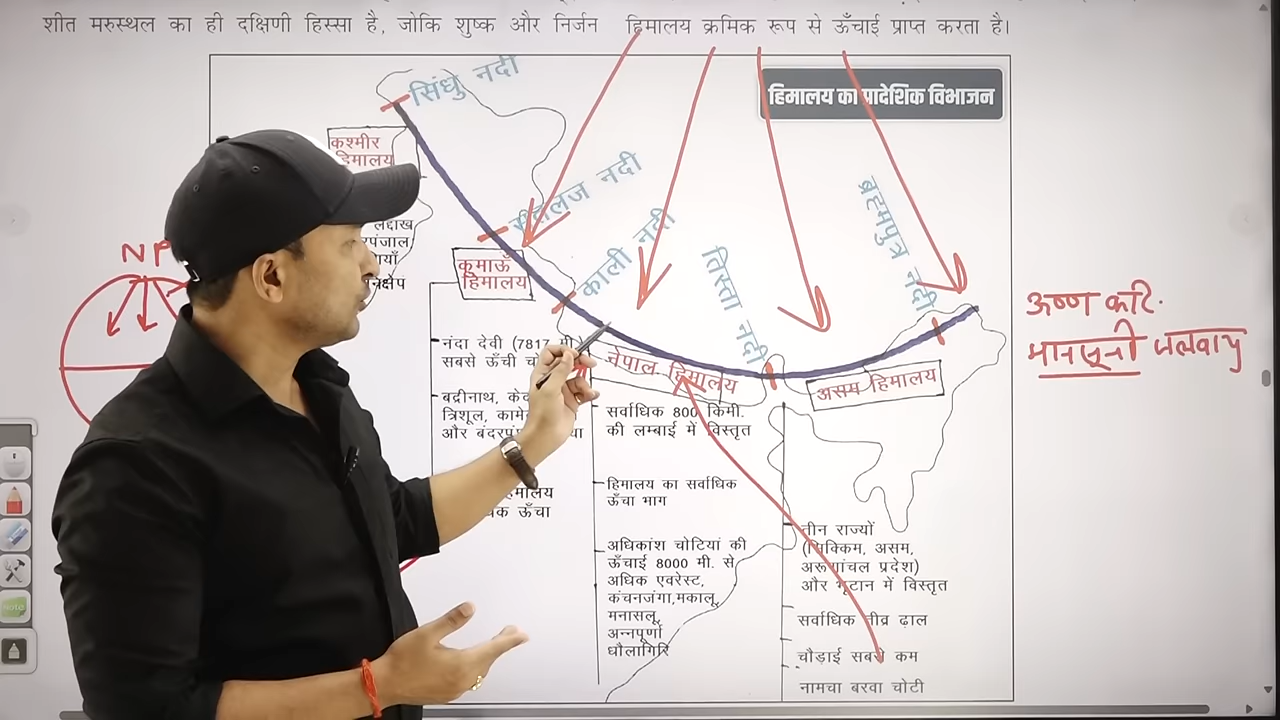 शीत मरुस्थल का ही दक्षिणी हिस्सा है, जोकि शुष्क और निर्जन हिमालय क्रमिक रूप से ऊँचाई प्राप्त करता है।
हिमालय का प्रादेशिक विभाजन
सिंधु नदी
कश्मीर
हिमालय
लद्दाख
NP
सतलज नदी
काली नदी
तिस्ता नदी
ब्रह्मपुत्र नदी
कूमाऊँ
हिमालय
नेपाल हिमालय
असम हिमालय
ऊष्ण कटि.
मानसूनी जलवायु
नंदा देवी (7817 मी.)
सबसे ऊँची
बद्रीनाथ,
त्रिशूल,
और
हिमालय
ऊँचा
सर्वाधिक 800 किमी.
की लम्बाई में विस्तृत
हिमालय का सर्वाधिक
ऊँचा भाग
अधिकांश चोटियां की
ऊँचाई 8000 मी. से
अधिक एवरेस्ट,
कंचनजंगा,मकालू,
मनासलू,
अन्नपूर्णा
धौलागिरि
तीन राज्यों
(सिक्किम, असम,
अरूणांचल प्रदेश)
और भूटान में विस्तृत
सर्वाधिक तीव्र ढ़ाल
चौड़ाई सबसे कम
नामचा बरवा चोटी